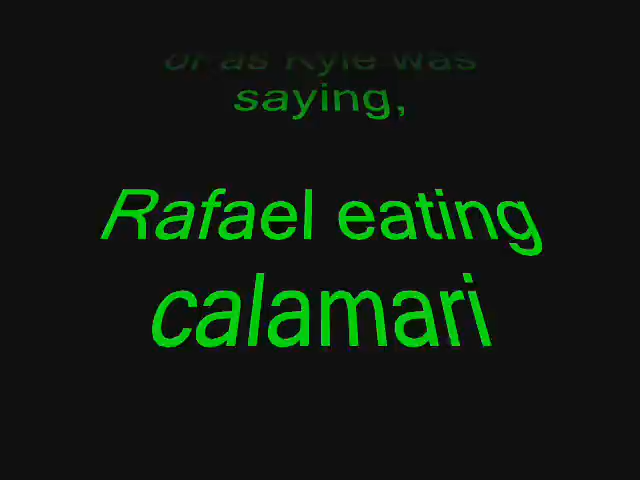 or as Kyle was
saying,
Rafael eating
calamari